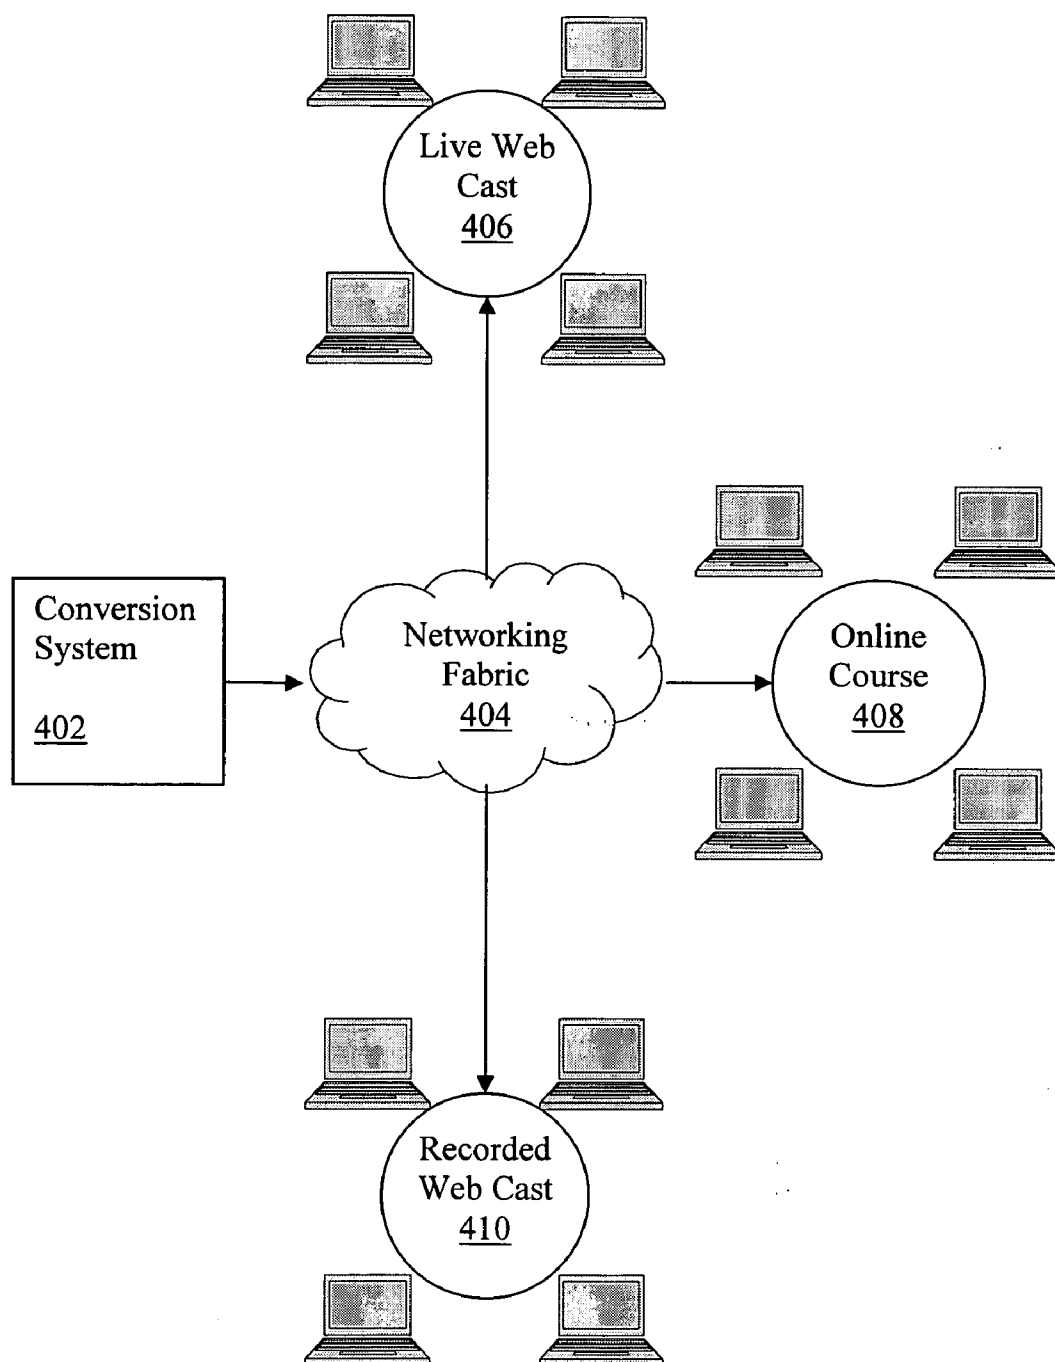 Live Web
Cast
406
Conversion
System
402
Networking
Fabric
404
Online
Course
408
Recorded
Web Cast
410